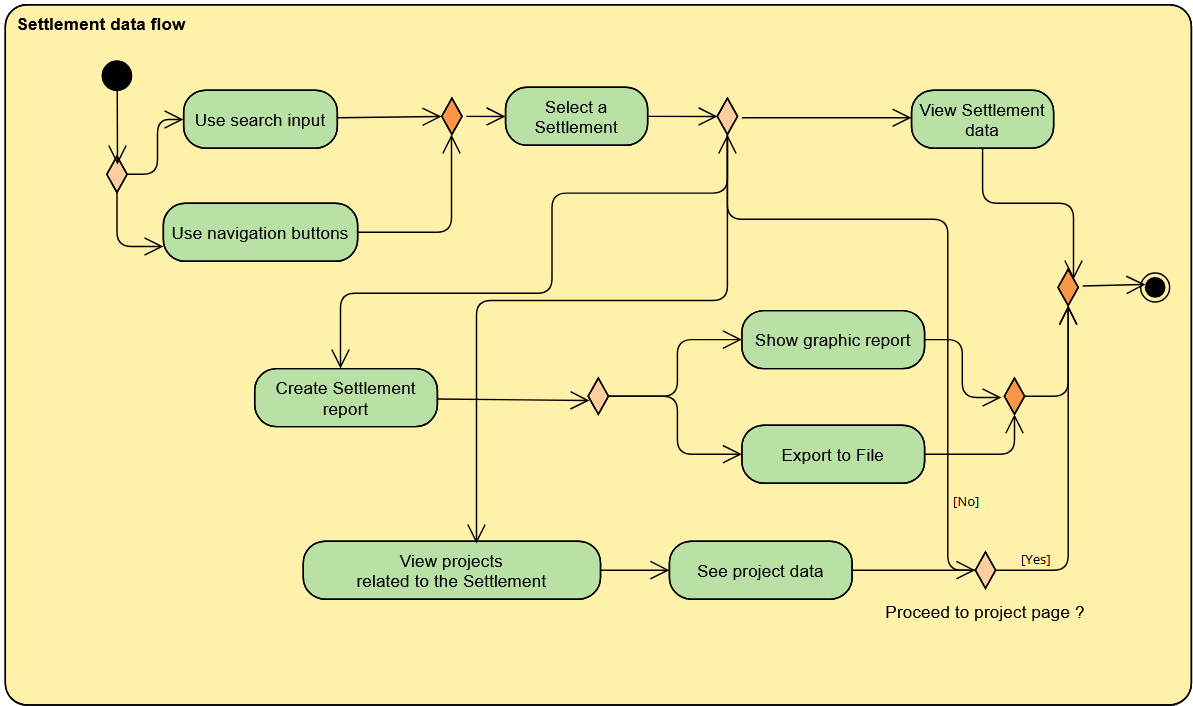 Settlement data flow
Use search input
Select a
Settlement
View Settlement
data
Use navigation buttons
Show graphic report
Create Settlement
report
Export to File
[No]
View projects
related to the Settlement
See project data
[Yes]
Proceed to project page ?